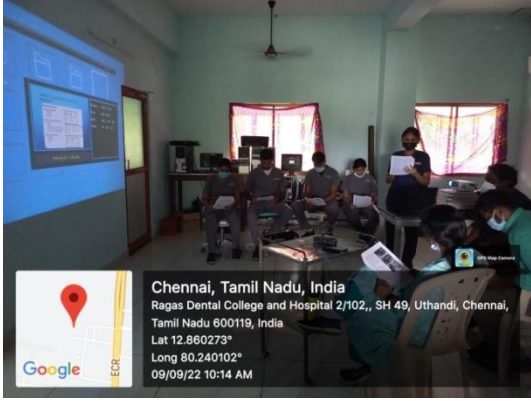 GPS Map Camera
Chennai, Tamil Nadu, India
Ragas Dental College and Hospital 2/102,, SH 49, Uthandi, Chennai,
Tamil Nadu 600119, India
Lat 12.860273°
Long 80.240102°
09/09/22 10:14 AM
Google
ECR